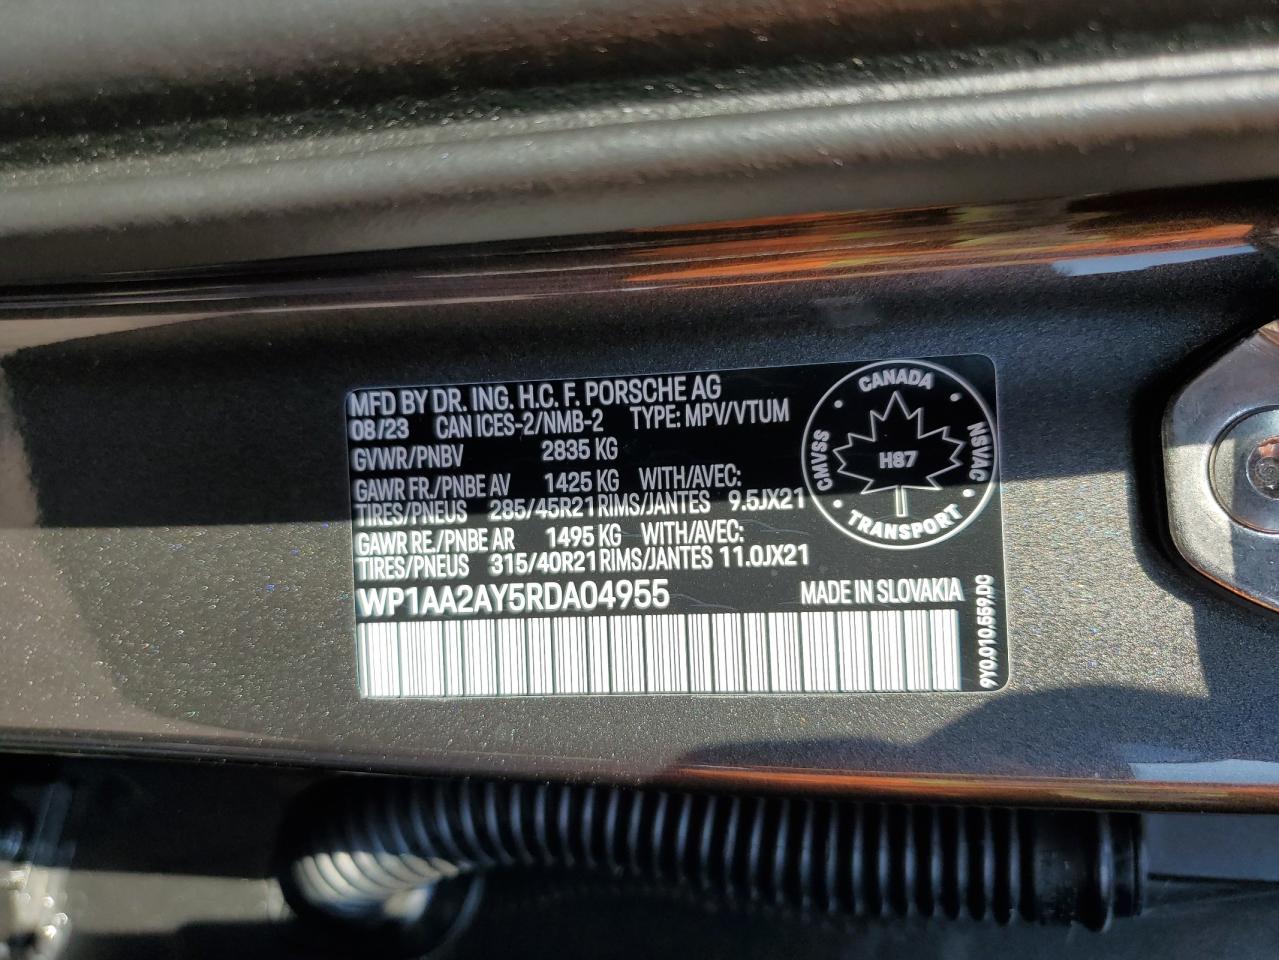 MFD BY DR. ING. H.C. F. PORSCHE AG
08/23 CAN ICES-2/NMB-2 TYPE: MPV/VTUM
GVWR/PNBV 2835 KG
GAWR FR./PNBE AV 1425 KG WITH/AVEC:
TIRES/PNEUS 285/45R21 RIMS/JANTES 9.5JX21
GAWR RE./PNBE AR 1495 KG WITH/AVEC:
TIRES/PNEUS 315/40R21 RIMS/JANTES 11.0JX21
WP1AA2AY5RDA04955 MADE IN SLOVAKIA
CANADA
CMVSS
H87
NSVAC
TRANSPORT
9Y0.010.559.DC